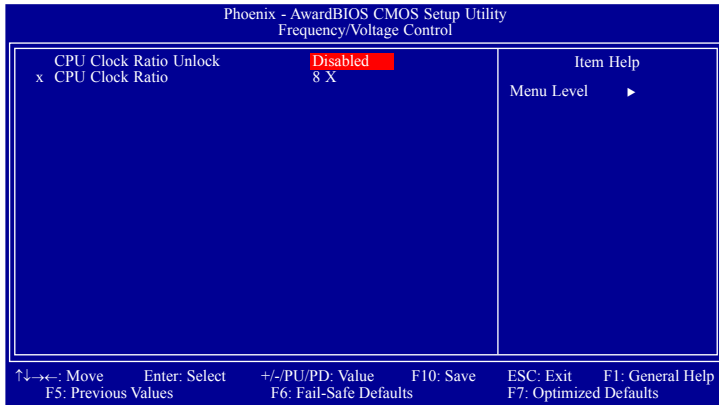 Phoenix - AwardBIOS CMOS Setup Utility
Frequency/Voltage Control
CPU Clock Ratio Unlock Disabled
x CPU Clock Ratio 8 X
Item Help
Menu Level ►
↑↓→←: Move Enter: Select +/-/PU/PD: Value F10: Save ESC: Exit F1: General Help
F5: Previous Values F6: Fail-Safe Defaults F7: Optimized Defaults